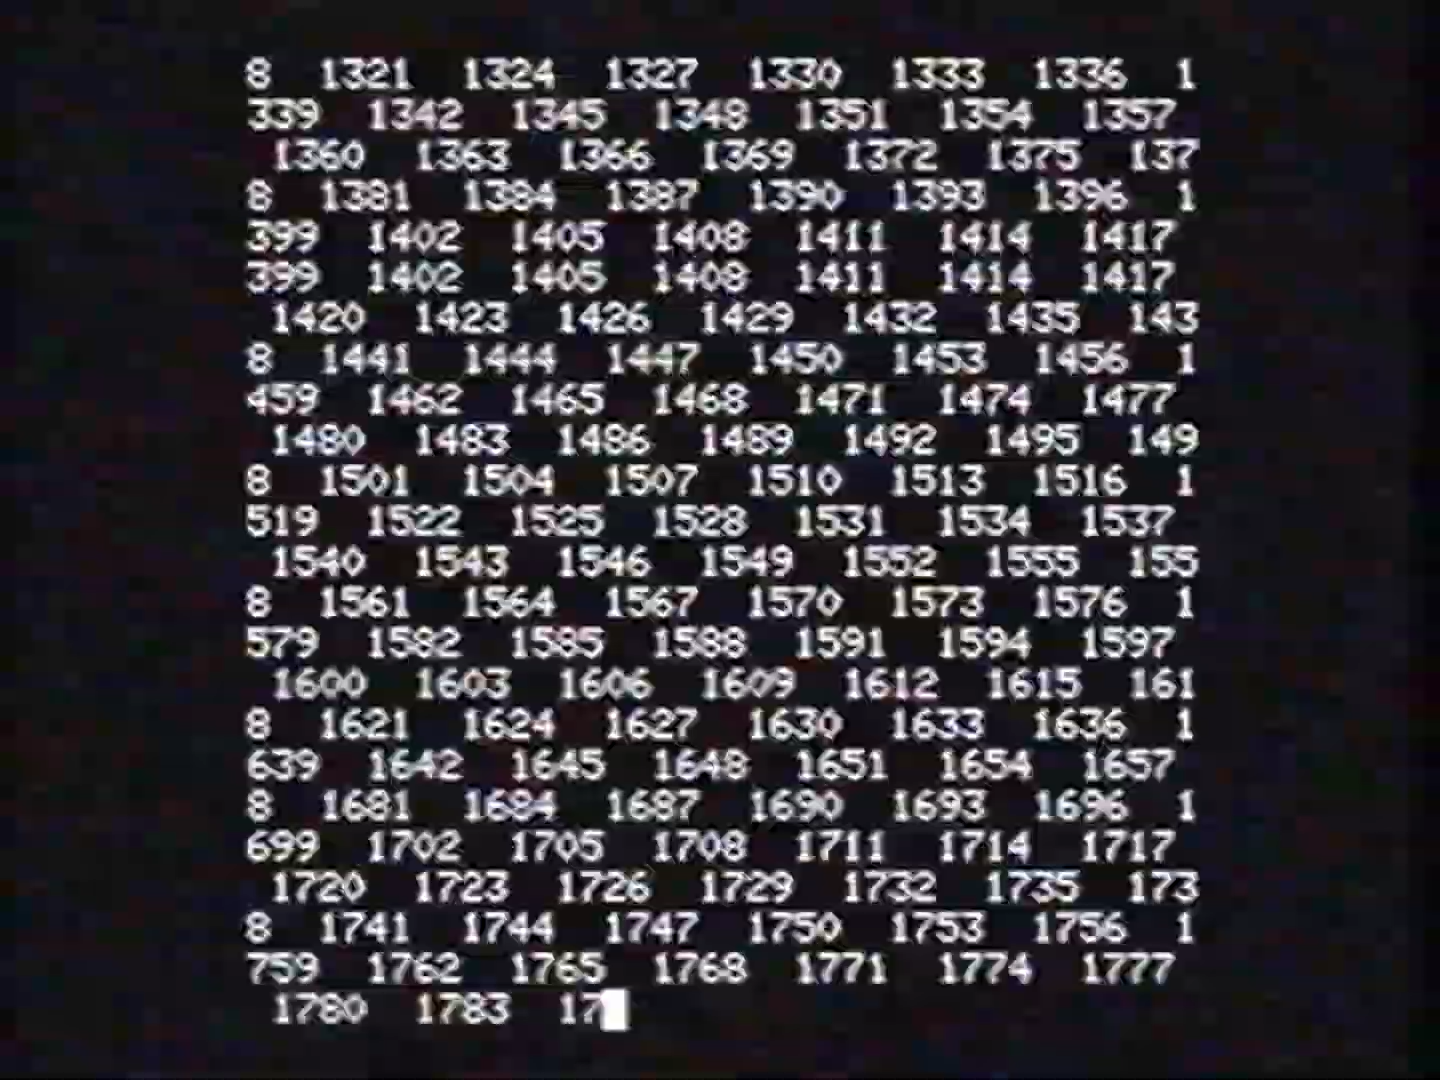 8 1321 1324 1327 1330 1333 1336 1
339 1342 1345 1348 1351 1354 1357
1360 1363 1366 1369 1372 1375 137
8 1381 1384 1387 1390 1393 1396 1
399 1402 1405 1408 1411 1414 1417
399 1402 1405 1408 1411 1414 1417
1420 1423 1426 1429 1432 1435 143
8 1441 1444 1447 1450 1453 1456 1
459 1462 1465 1468 1471 1474 1477
1480 1483 1486 1489 1492 1495 149
8 1501 1504 1507 1510 1513 1516 1
519 1522 1525 1528 1531 1534 1537
1540 1543 1546 1549 1552 1555 155
8 1561 1564 1567 1570 1573 1576 1
579 1582 1585 1588 1591 1594 1597
1600 1603 1606 1609 1612 1615 161
8 1621 1624 1627 1630 1633 1636 1
639 1642 1645 1648 1651 1654 1657
8 1681 1684 1687 1690 1693 1696 1
699 1702 1705 1708 1711 1714 1717
1720 1723 1726 1729 1732 1735 173
8 1741 1744 1747 1750 1753 1756 1
759 1762 1765 1768 1771 1774 1777
1780 1783 17